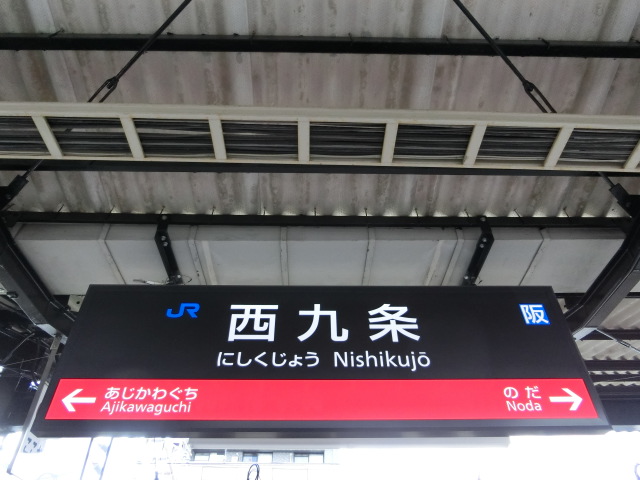 JR 西九条 阪
にしくじょう Nishikujō
← あじかわぐち のだ →
Ajikawaguchi Noda